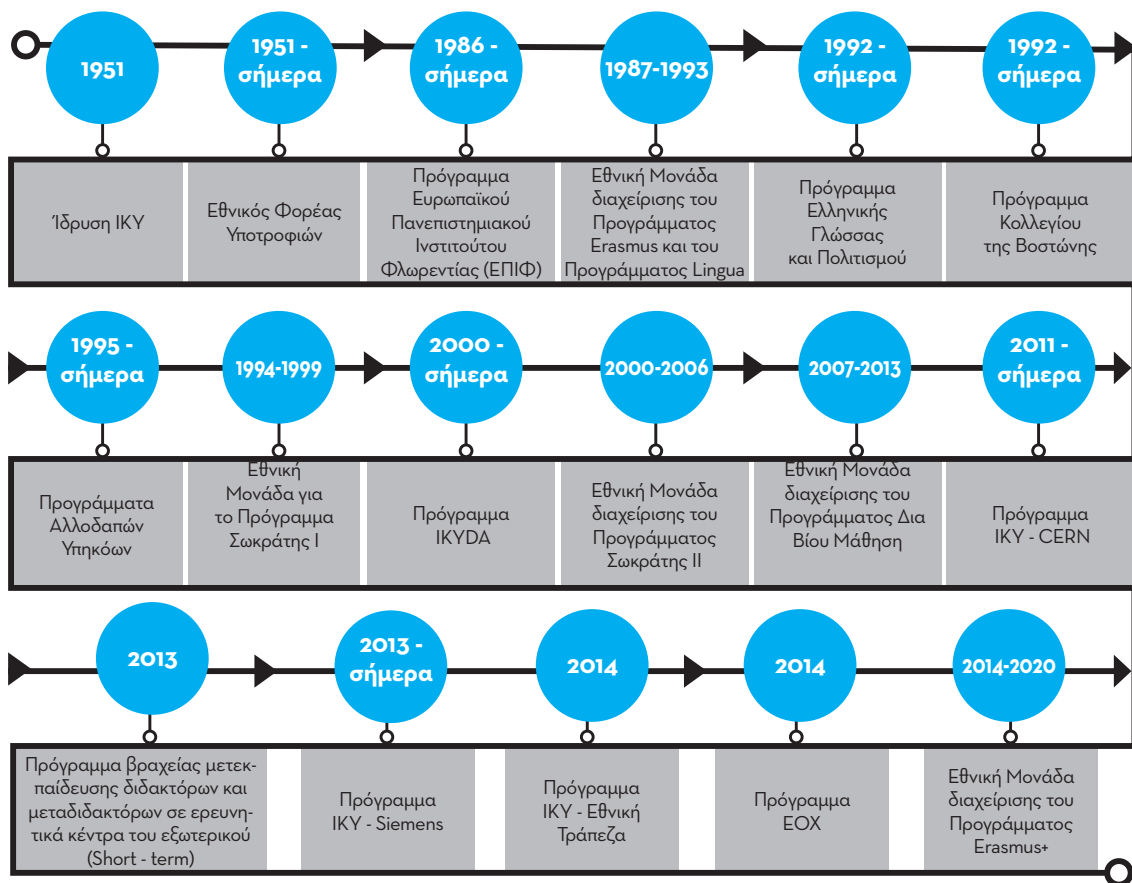 1951
1951 -
σήμερα
1986 -
σήμερα
1987-1993
1992 -
σήμερα
1992 -
σήμερα
Ίδρυση ΙΚΥ
Εθνικός Φορέας
Υποτροφιών
Πρόγραμμα
Ευρωπαϊκού
Πανεπιστημιακού
Ινστιτούτου
Φλωρεντίας (ΕΠΙΦ)
Εθνική Μονάδα
διαχείρισης του
Προγράμματος
Erasmus και του
Προγράμματος Lingua
Πρόγραμμα
Ελληνικής
Γλώσσας
και Πολιτισμού
Πρόγραμμα
Κολλεγίου
της Βοστώνης
1995 -
σήμερα
1994-1999
2000 -
σήμερα
2000-2006
2007-2013
2011 -
σήμερα
Προγράμματα
Αλλοδαπών
Υπηκόων
Εθνική
Μονάδα για
το Πρόγραμμα
Σωκράτης Ι
Πρόγραμμα
IKYDA
Εθνική Μονάδα
διαχείρισης του
Προγράμματος
Σωκράτης ΙΙ
Εθνική Μονάδα
διαχείρισης του
Προγράμματος Δια
Βίου Μάθηση
Πρόγραμμα
ΙΚΥ - CERN
2013
2013 -
σήμερα
2014
2014
2014-2020
Πρόγραμμα βραχείας μετεκ-
παίδευσης διδακτόρων και
μεταδιδακτόρων σε ερευνη-
τικά κέντρα του εξωτερικού
(Short - term)
Πρόγραμμα
ΙΚΥ - Siemens
Πρόγραμμα
ΙΚΥ - Εθνική
Τράπεζα
Πρόγραμμα
ΕΟΧ
Εθνική Μονάδα
διαχείρισης του
Προγράμματος
Erasmus+